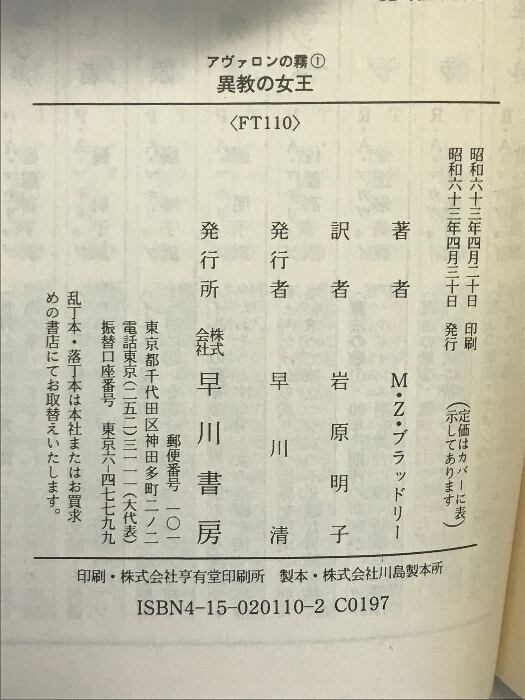 アヴァロンの霧①
異教の女王
〈FT110〉
昭和六十三年四月二十日　印刷
昭和六十三年四月三十日　発行
（定価はカバーに表
示してあります）
著者　M・Z・ブラッドリー
訳者　岩原明子
発行者　早川清
発行所　株式会社　早川書房
郵便番号　一〇一
東京都千代田区神田多町二ノ二
電話東京（二五二）三一一一（大代表）
振替口座番号　東京六－四七七九九
乱丁本・落丁本は本社またはお買求
めの書店にてお取替えいたします。
印刷・株式会社亨有堂印刷所　製本・株式会社川島製本所
ISBN4-15-020110-2 C0197